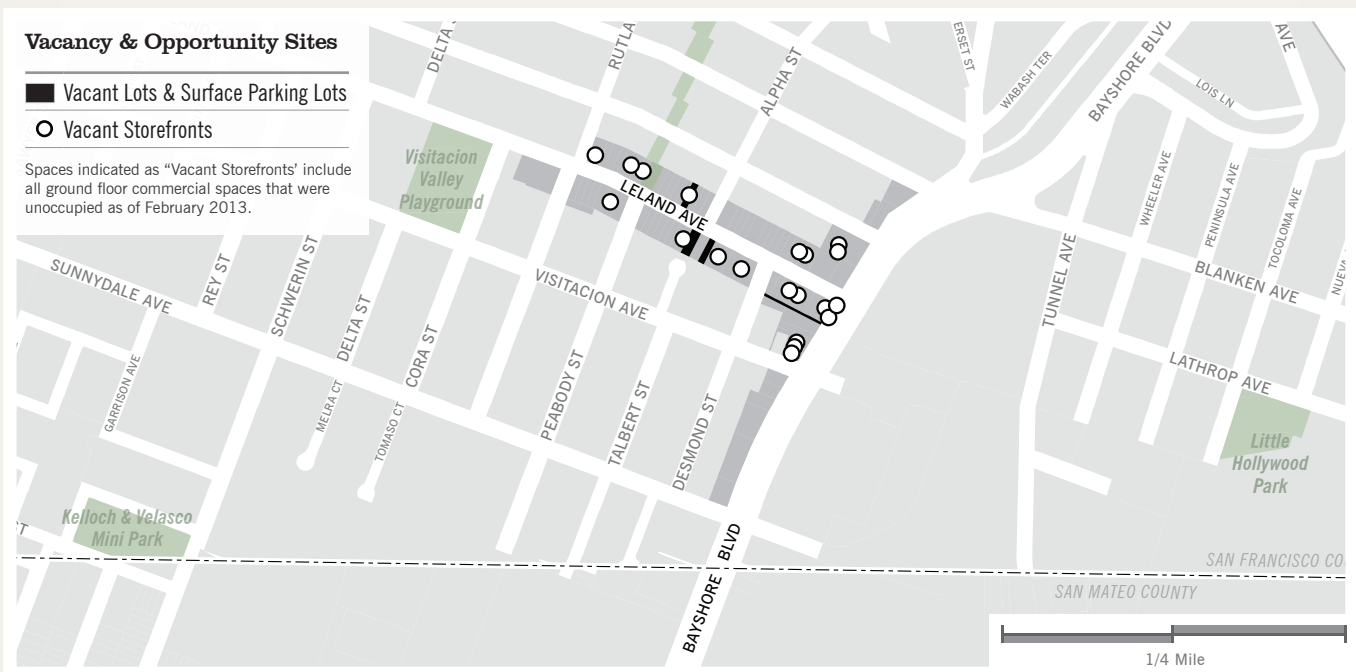 Vacancy & Opportunity Sites
Vacant Lots & Surface Parking Lots
Vacant Storefronts
Spaces indicated as “Vacant Storefronts’ include
all ground floor commercial spaces that were
unoccupied as of February 2013.
DELTA
ALPHA ST
WABASH TER
BAYSHORE BLVD
AVE
LOIS LN
Visitacion
Valley
Playground
LELAND AVE
WHEELER AVE
PENINSULA AVE
TOCOLOMA AVE
SUNNYDALE AVE
REY ST
SCHWERIN ST
VISITACION AVE
TUNNEL AVE
BLANKEN AVE
DELTA ST
CORA ST
GARRISON AVE
MELRA CT
TOMASO CT
PEABODY ST
TALBERT ST
DESMOND ST
LATHROP AVE
Little
Hollywood
Park
Kelloch & Velasco
Mini Park
BAYSHORE BLVD
SAN FRANCISCO CO
SAN MATEO COUNTY
1/4 Mile